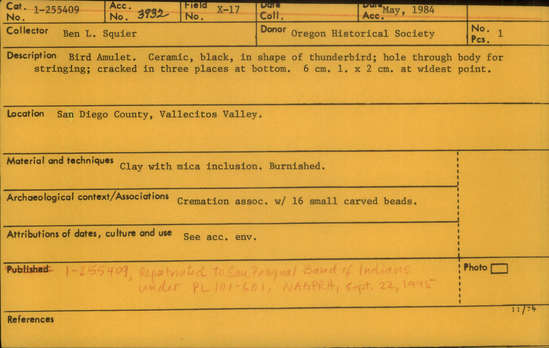 Cat. No. 1-255409 Acc. No. 3932 Field No. X-17 Date Coll. Date Acc. May, 1984
Collector Ben L. Squier Donor Oregon Historical Society No. Pcs. 1
Description Bird Amulet. Ceramic, black, in shape of thunderbird; hole through body for
stringing; cracked in three places at bottom. 6 cm. l. x 2 cm. at widest point.
Location San Diego County, Vallecitos Valley.
Material and techniques Clay with mica inclusion. Burnished.
Archaeological context/Associations Cremation assoc. w/ 16 small carved beads.
Attributions of dates, culture and use See acc. env.
Published 1-255409, Repatriated to San Pasqual Band of Indians Photo
under PL 101-601, NAGPRA, Sept. 22, 1995
11/74
References